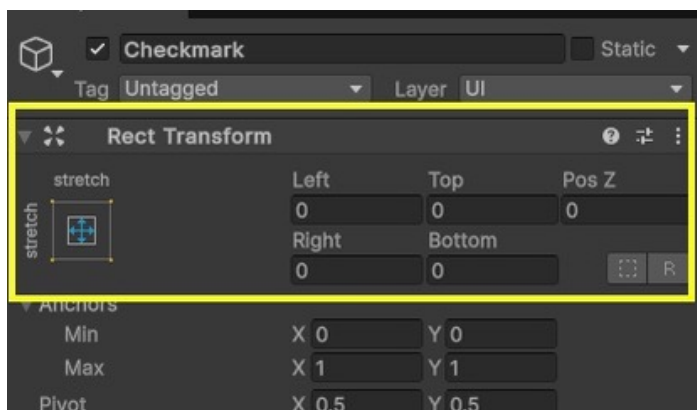 Checkmark Static
Tag Untagged Layer UI
Rect Transform
stretch Left Top Pos Z
stretch 0 0 0
Right Bottom
0 0 R
Anchors
Min X 0 Y 0
Max X 1 Y 1
Pivot X 0.5 Y 0.5